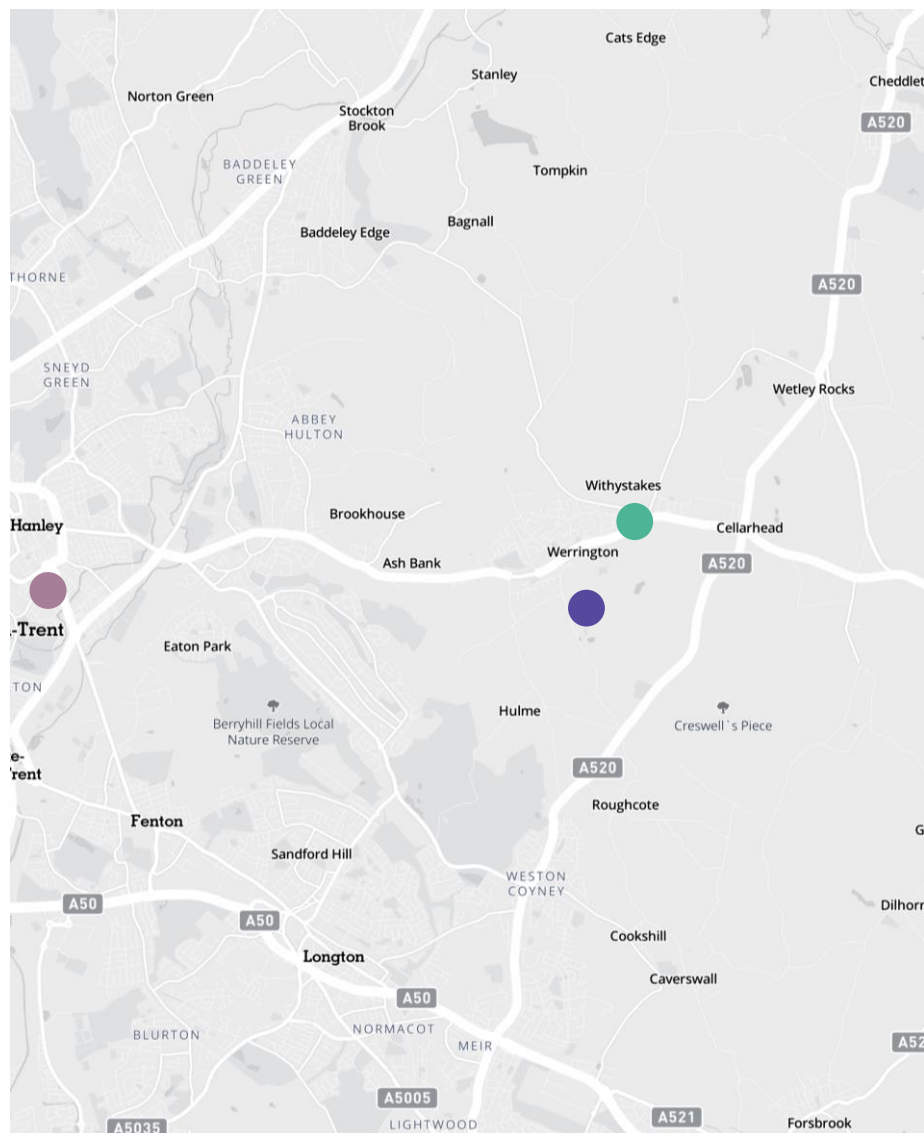 Cats Edge
Stanley
Cheddlet
Norton Green
Stockton
Brook
A520
BADDELEY
GREEN
Tompkin
Bagnall
Baddeley Edge
THORNE
A520
SNEYD
GREEN
Wetley Rocks
ABBEY
HULTON
Withystakes
Brookhouse
Hanley
Cellarhead
Werrington
Ash Bank
A520
-Trent
Eaton Park
TON
Hulme
Berryhill Fields Local
Nature Reserve
Creswell`s Piece
e-
Trent
A520
Roughcote
Fenton
G
Sandford Hill
WESTON
COYNEY
A50
Dilhorn
A50
Cookshill
Longton
Caverswall
A50
NORMACOT
BLURTON
MEIR
A52
A5005
A521
LIGHTWOOD
Forsbrook
A5035